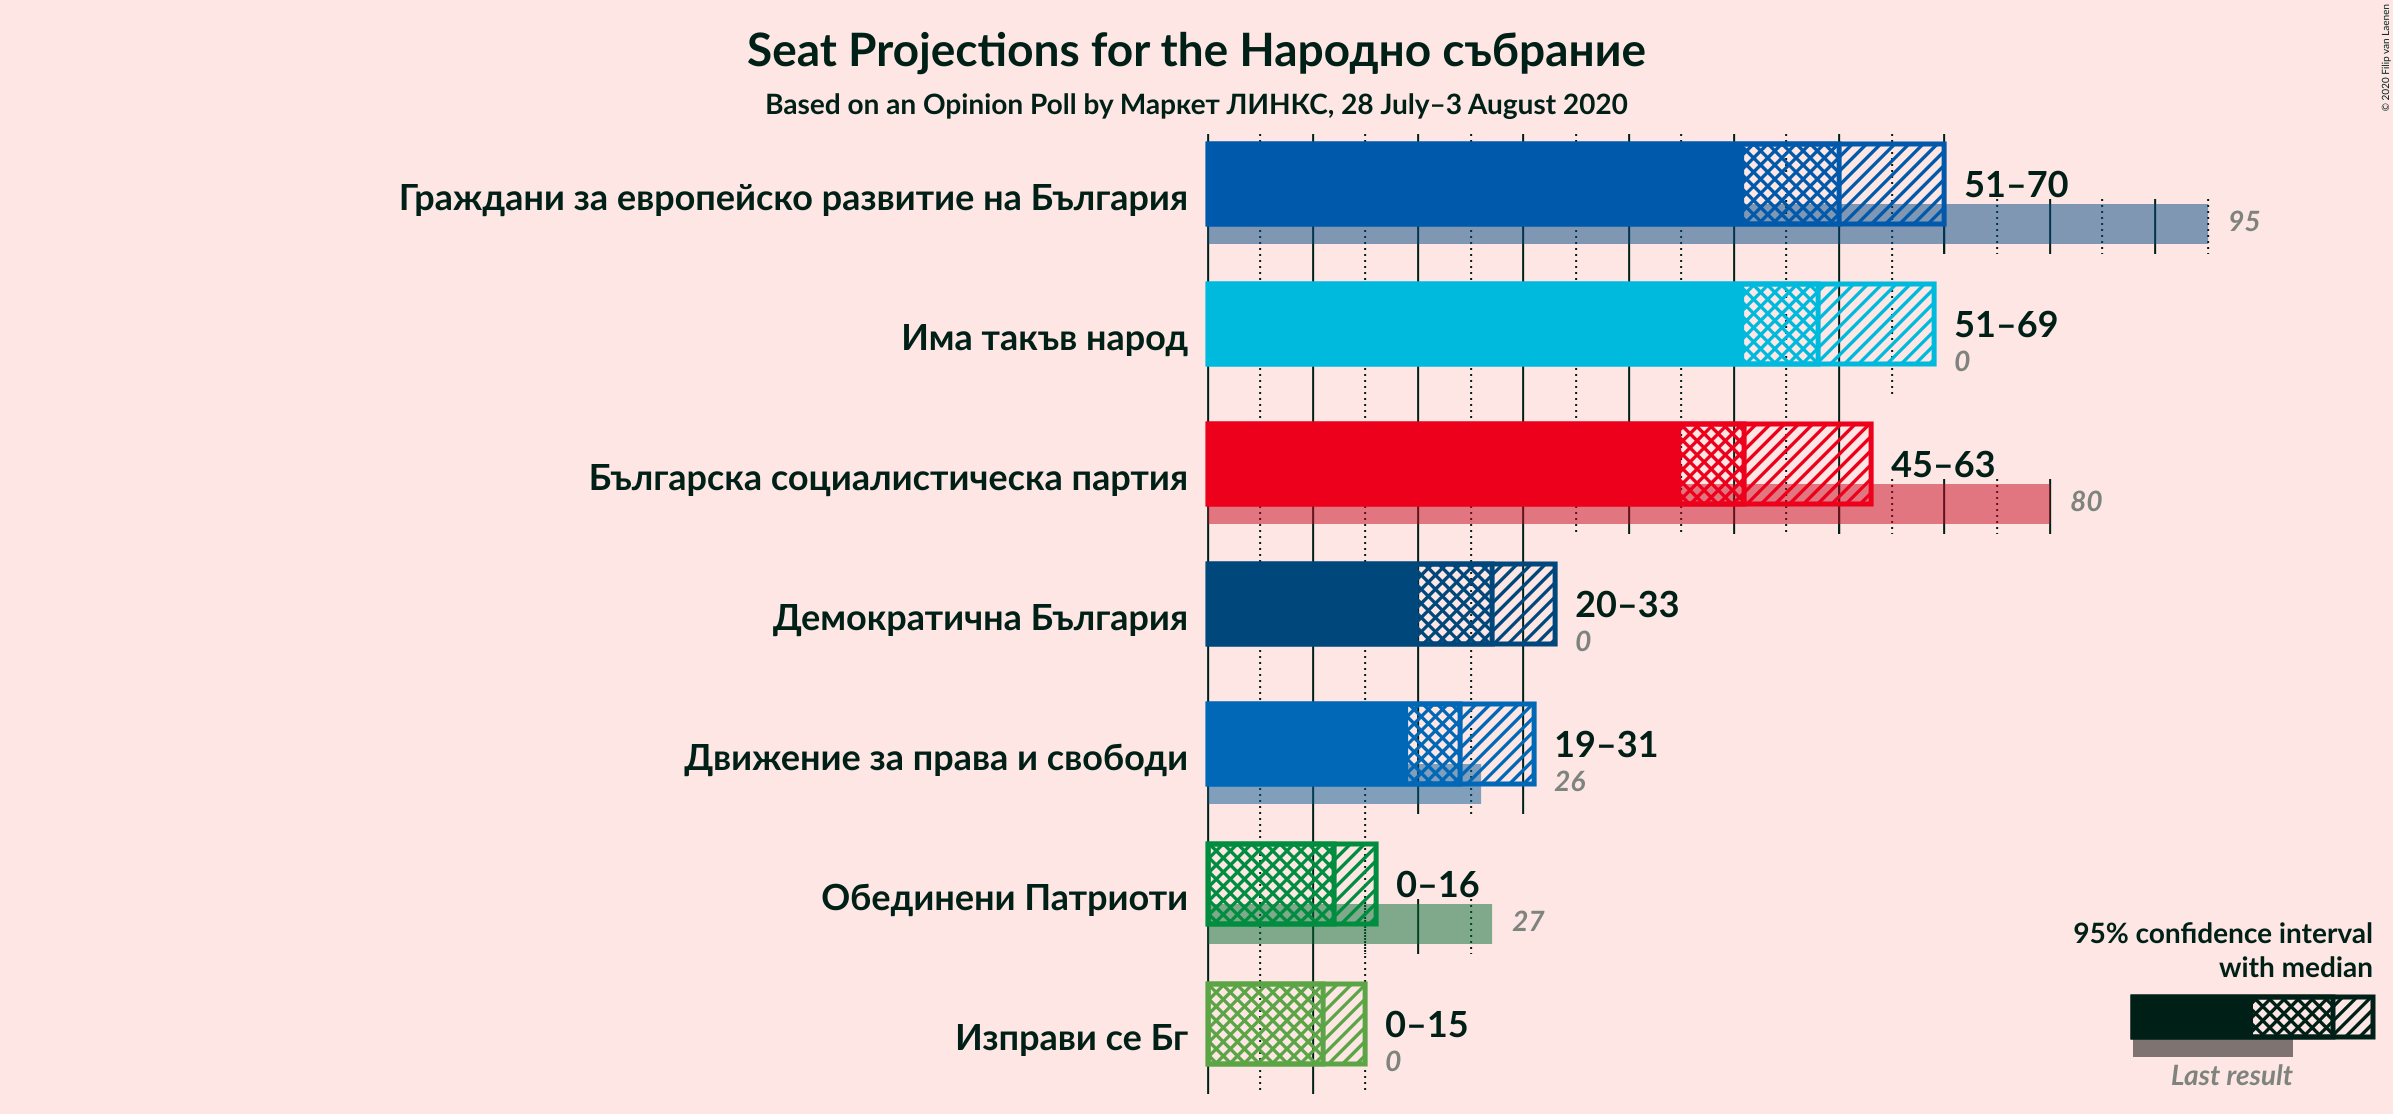 Seat Projections for the Народно събрание
Based on an Opinion Poll by Маркет ЛИНКС, 28 July–3 August 2020
© 2020 Filip van Laenen
Граждани за европейско развитие на България
51–70
95
Има такъв народ
51–69
0
Българска социалистическа партия
45–63
80
Демократична България
20–33
0
Движение за права и свободи
19–31
26
Обединени Патриоти
0–16
27
Изправи се Бг
0–15
0
95% confidence interval
with median
Last result